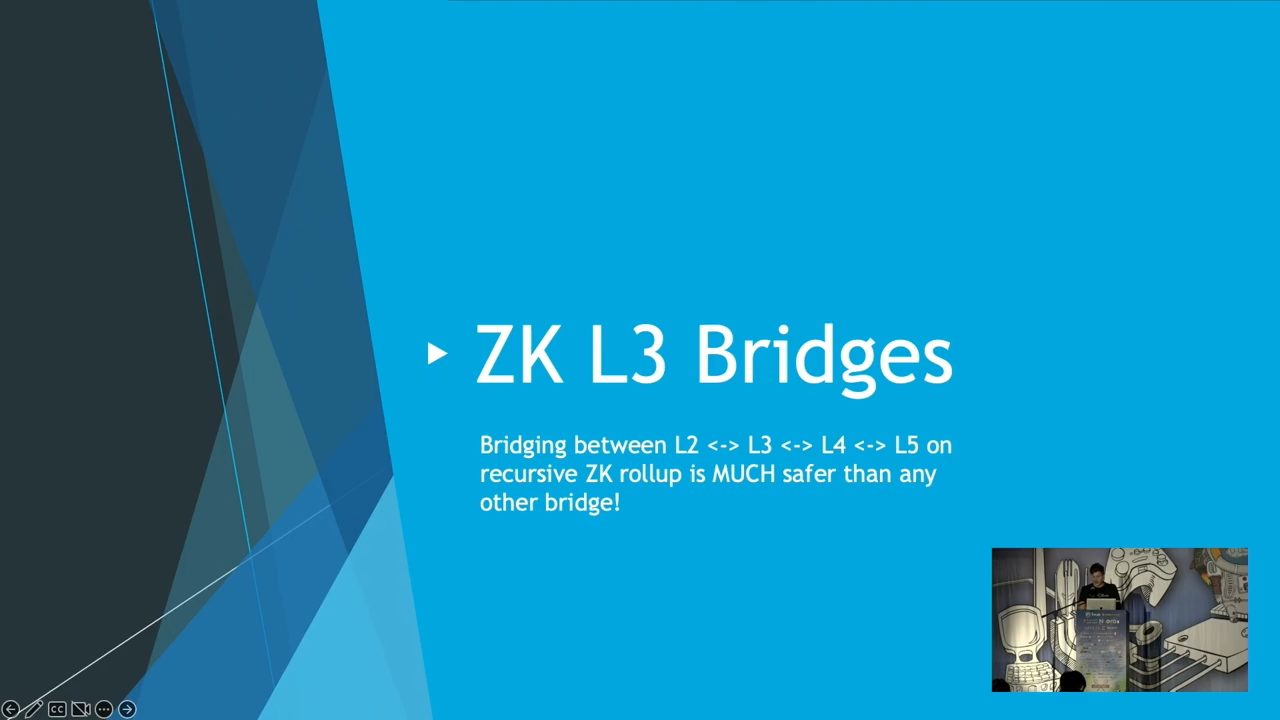 ZK L3 Bridges
Bridging between L2 <-> L3 <-> L4 <-> L5 on
recursive ZK rollup is MUCH safer than any
other bridge!
CC